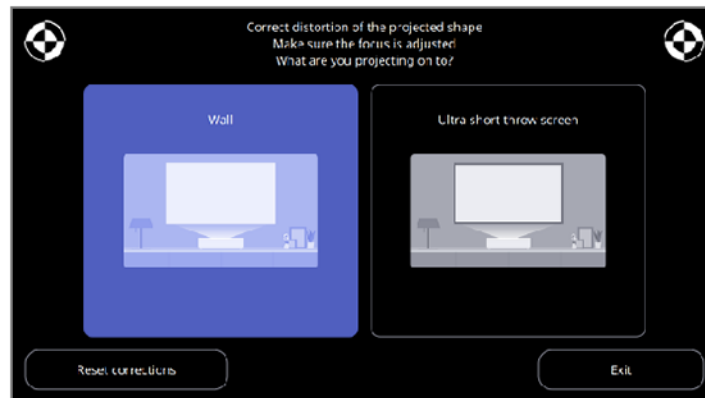 Correct distortion of the projected shape
Make sure the focus is adjusted
What are you projecting on to?
Wall
Ultra short throw screen
Reset corrections
Exit